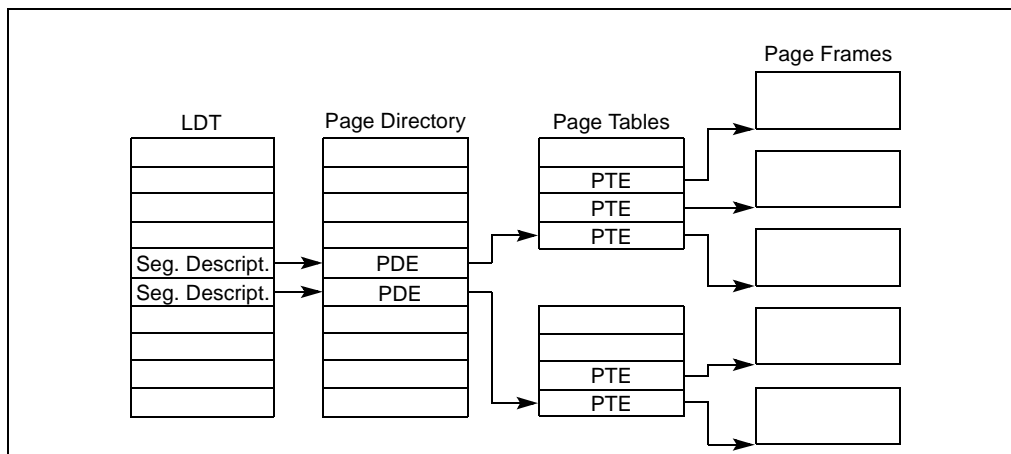 Page Frames
LDT
Page Directory
Page Tables
PTE
PTE
PTE
Seg. Descript.
PDE
Seg. Descript.
PDE
PTE
PTE